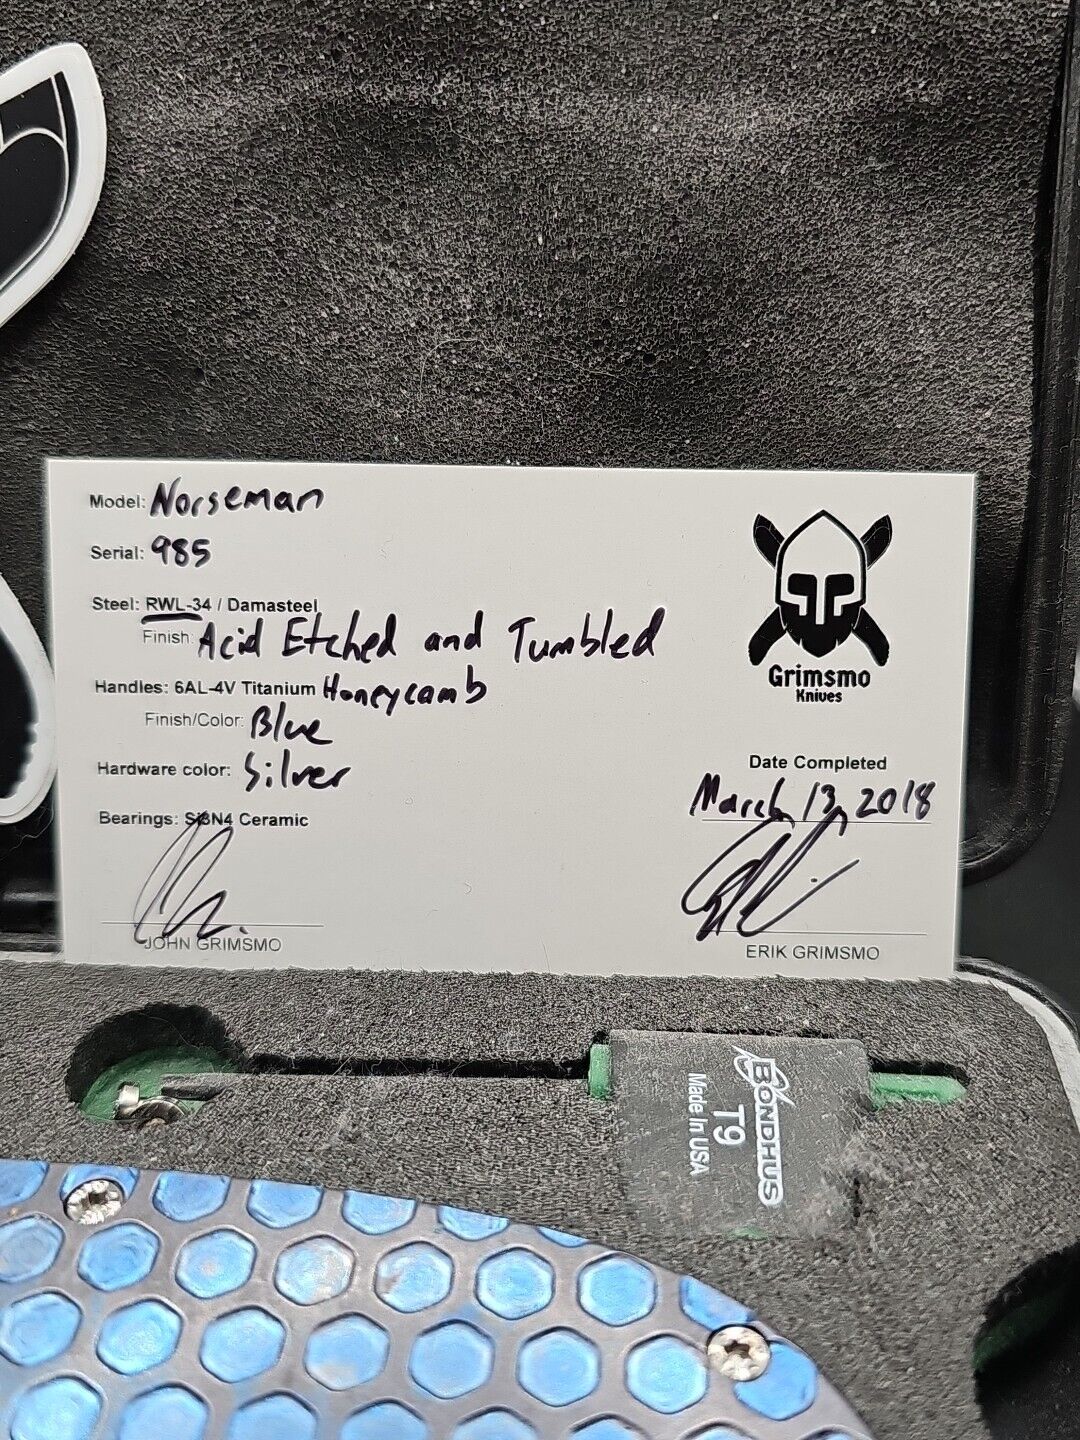 Model: Norseman
Serial: 985
Steel: RWL-34 / Damasteel
Finish: Acid Etched and Tumbled
Handles: 6AL-4V Titanium Honeycamb
Finish/Color: Blue
Hardware color: Silver
Bearings: Si3N4 Ceramic
JOHN GRIMSMO
Grimsmo
Knives
Date Completed
March, 13, 2018
ERIK GRIMSMO
BONDHUS
T9
Made In USA